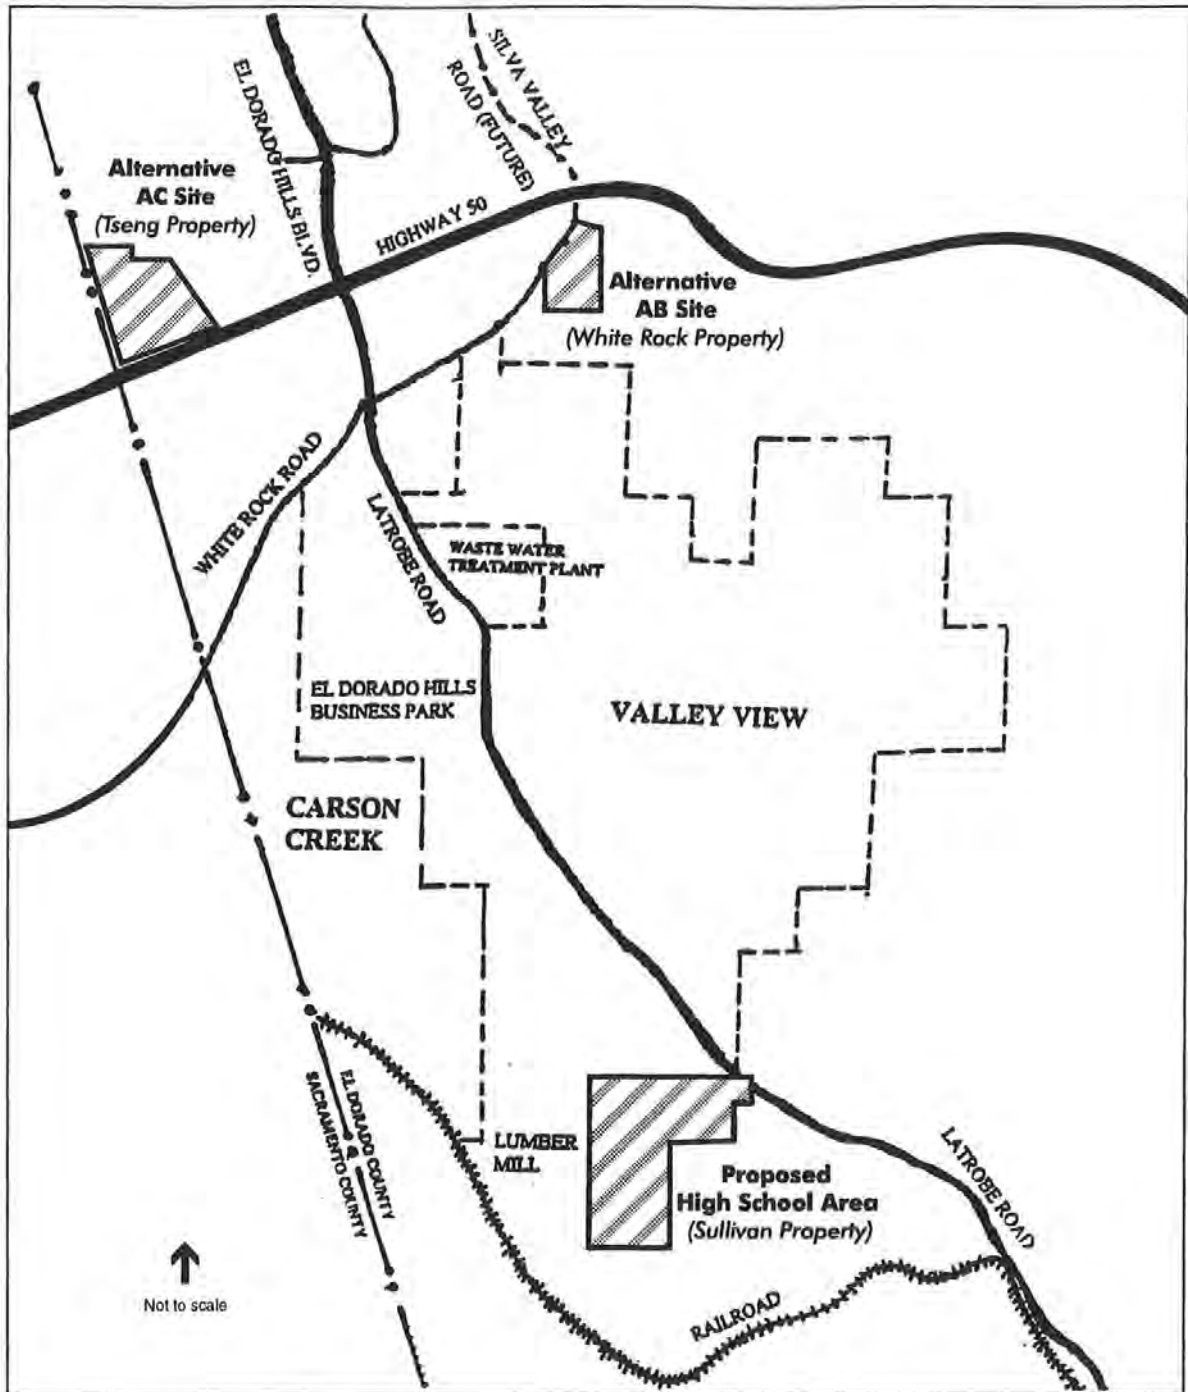 SILVA VALLEY
ROAD (FUTURE)
EL DORADO HILLS BLVD.
Alternative
AC Site
(Tseng Property)
HIGHWAY 50
Alternative
AB Site
(White Rock Property)
WHITE ROCK ROAD
LATROBE ROAD
WASTE WATER
TREATMENT PLANT
EL DORADO HILLS
BUSINESS PARK
VALLEY VIEW
CARSON
CREEK
EL DORADO COUNTY
SACRAMENTO COUNTY
LUMBER
MILL
Proposed
High School Area
(Sullivan Property)
LATROBE ROAD
RAILROAD
Not to scale